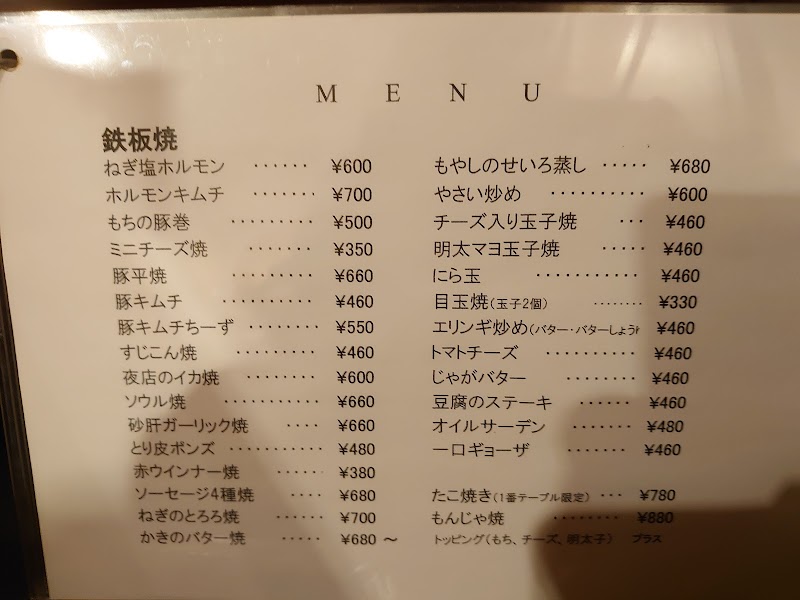 MENU
鉄板焼
ねぎ塩ホルモン ‥‥‥ ¥600
ホルモンキムチ ‥‥‥‥ ¥700
もちの豚巻 ‥‥‥‥‥ ¥500
ミニチーズ焼 ‥‥‥‥ ¥350
豚平焼 ‥‥‥‥‥ ¥660
豚キムチ ‥‥‥‥‥ ¥460
豚キムチちーず ‥‥‥‥ ¥550
すじこん焼 ‥‥‥‥‥ ¥460
夜店のイカ焼 ‥‥‥‥ ¥600
ソウル焼 ‥‥‥‥‥‥ ¥660
砂肝ガーリック焼 ‥‥ ¥660
とり皮ポンズ ‥‥‥‥‥ ¥480
赤ウインナー焼 ‥‥‥ ¥380
ソーセージ4種焼 ‥‥ ¥680
ねぎのとろろ焼 ‥‥‥ ¥700
かきのバター焼 ‥‥‥ ¥680 ～
もやしのせいろ蒸し ‥‥‥ ¥680
やさい炒め ‥‥‥‥‥ ¥600
チーズ入り玉子焼 ‥‥ ¥460
明太マヨ玉子焼 ‥‥‥ ¥460
にら玉 ‥‥‥‥‥‥ ¥460
目玉焼(玉子2個) ‥‥‥‥ ¥330
エリンギ炒め(バター・バターしょう ¥460
トマトチーズ ‥‥‥‥‥ ¥460
じゃがバター ‥‥‥‥ ¥460
豆腐のステーキ ‥‥‥ ¥460
オイルサーデン ‥‥‥‥ ¥480
一口ギョーザ ‥‥‥‥ ¥460
たこ焼き(1番テーブル限定) ‥‥ ¥780
もんじゃ焼 ‥‥‥‥ ¥880
トッピング(もち、チーズ、明太子) プラス